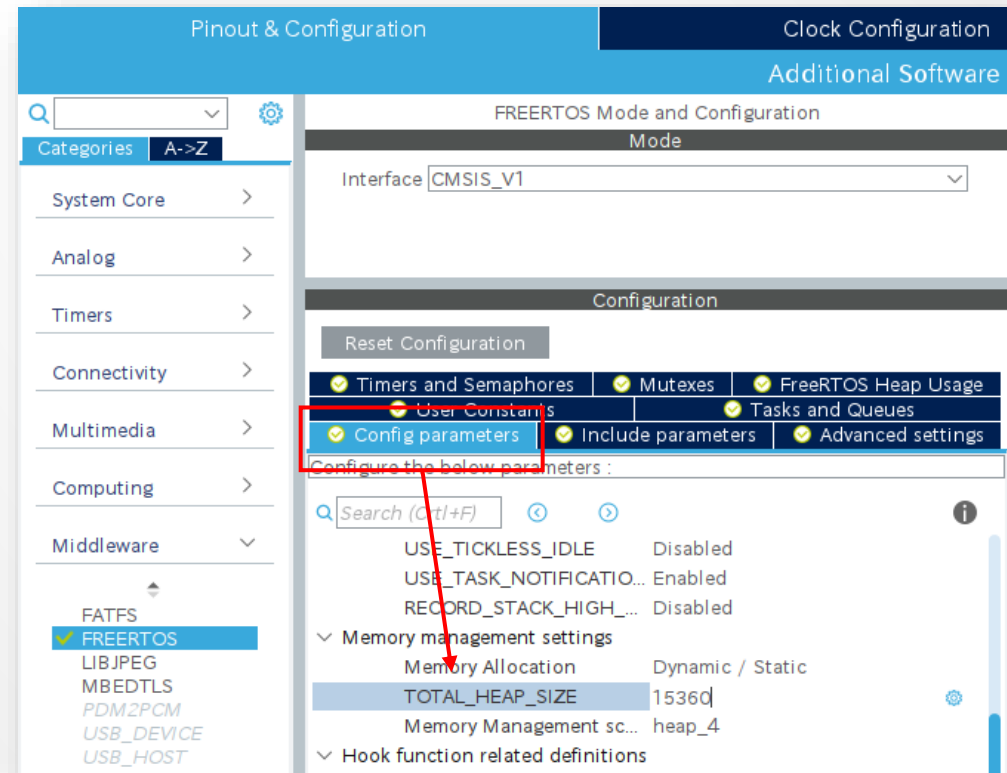 Pinout & Configuration
Clock Configuration
Additional Software
Categories
A->Z
System Core
Analog
Timers
Connectivity
Multimedia
Computing
Middleware
FATFS
FREERTOS
LIBJPEG
MBEDTLS
PDM2PCM
USB_DEVICE
USB_HOST
FREERTOS Mode and Configuration
Mode
Interface CMSIS_V1
Configuration
Reset Configuration
Timers and Semaphores
Mutexes
FreeRTOS Heap Usage
User Constants
Tasks and Queues
Config parameters
Include parameters
Advanced settings
Configure the below parameters :
Search (Crtl+F)
USE_TICKLESS_IDLE Disabled
USE_TASK_NOTIFICATIO... Enabled
RECORD_STACK_HIGH_... Disabled
Memory management settings
Memory Allocation Dynamic / Static
TOTAL_HEAP_SIZE 15360
Memory Management sc... heap_4
Hook function related definitions